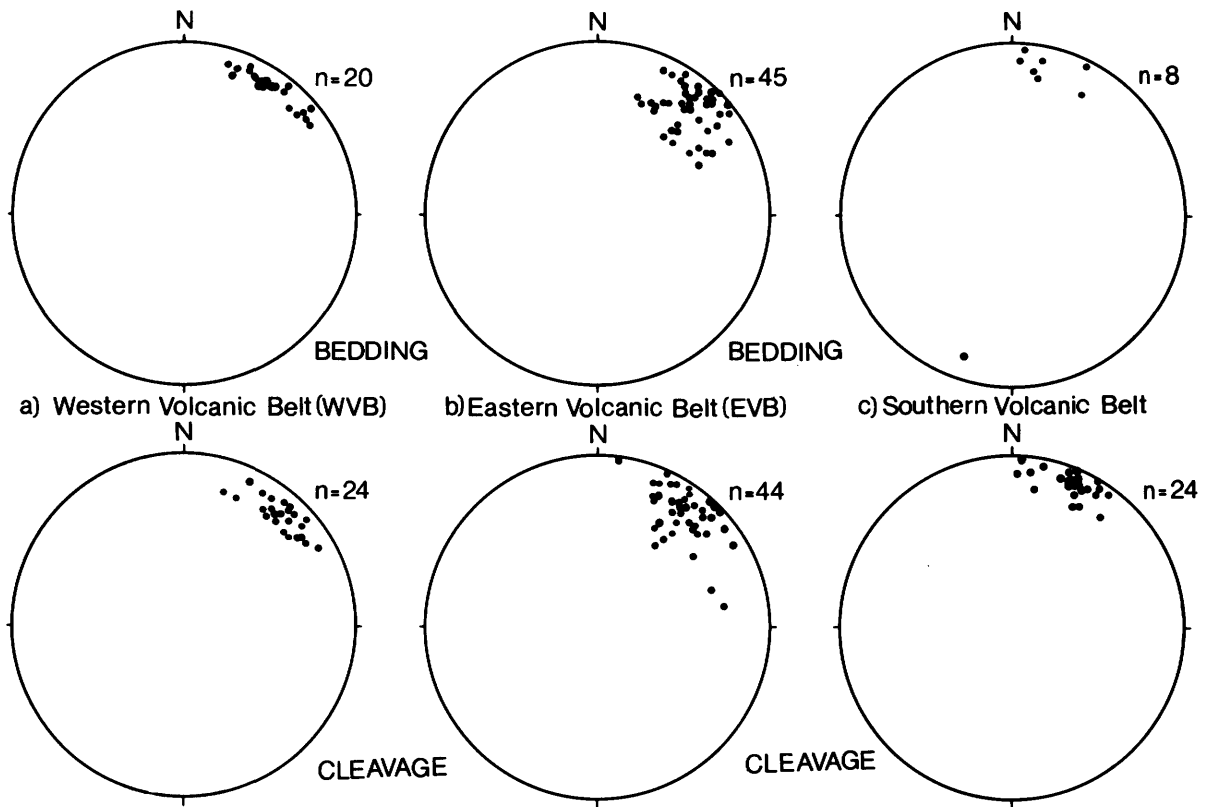 N N N
n=20 n=45 n=8
BEDDING BEDDING
a) Western Volcanic Belt (WVB) b) Eastern Volcanic Belt (EVB) c) Southern Volcanic Belt
N N N
n=24 n=44 n=24
CLEAVAGE CLEAVAGE